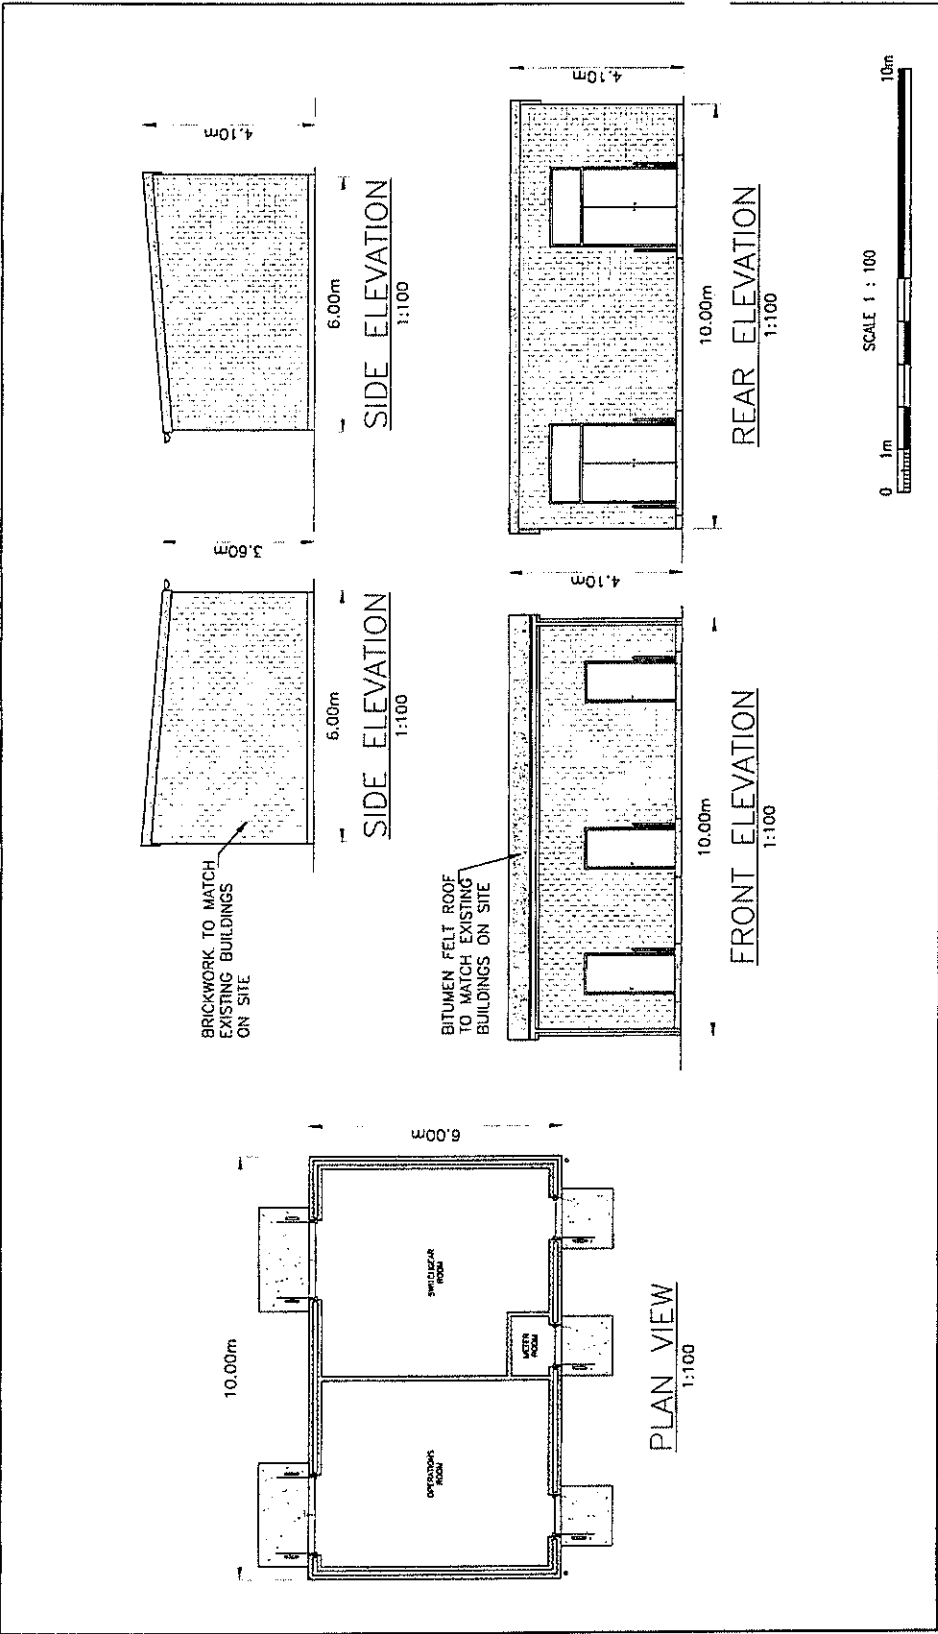 10.00m
6.00m
OPERATIONS
ROOM
SWITCHGEAR
ROOM
METER
ROOM
PLAN VIEW
1:100
BRICKWORK TO MATCH
EXISTING BUILDINGS
ON SITE
3.60m
6.00m
SIDE ELEVATION
1:100
4.10m
6.00m
SIDE ELEVATION
1:100
BITUMEN FELT ROOF
TO MATCH EXISTING
BUILDINGS ON SITE
4.10m
10.00m
FRONT ELEVATION
1:100
4.10m
10.00m
REAR ELEVATION
1:100
SCALE 1 : 100
0
1m
10m